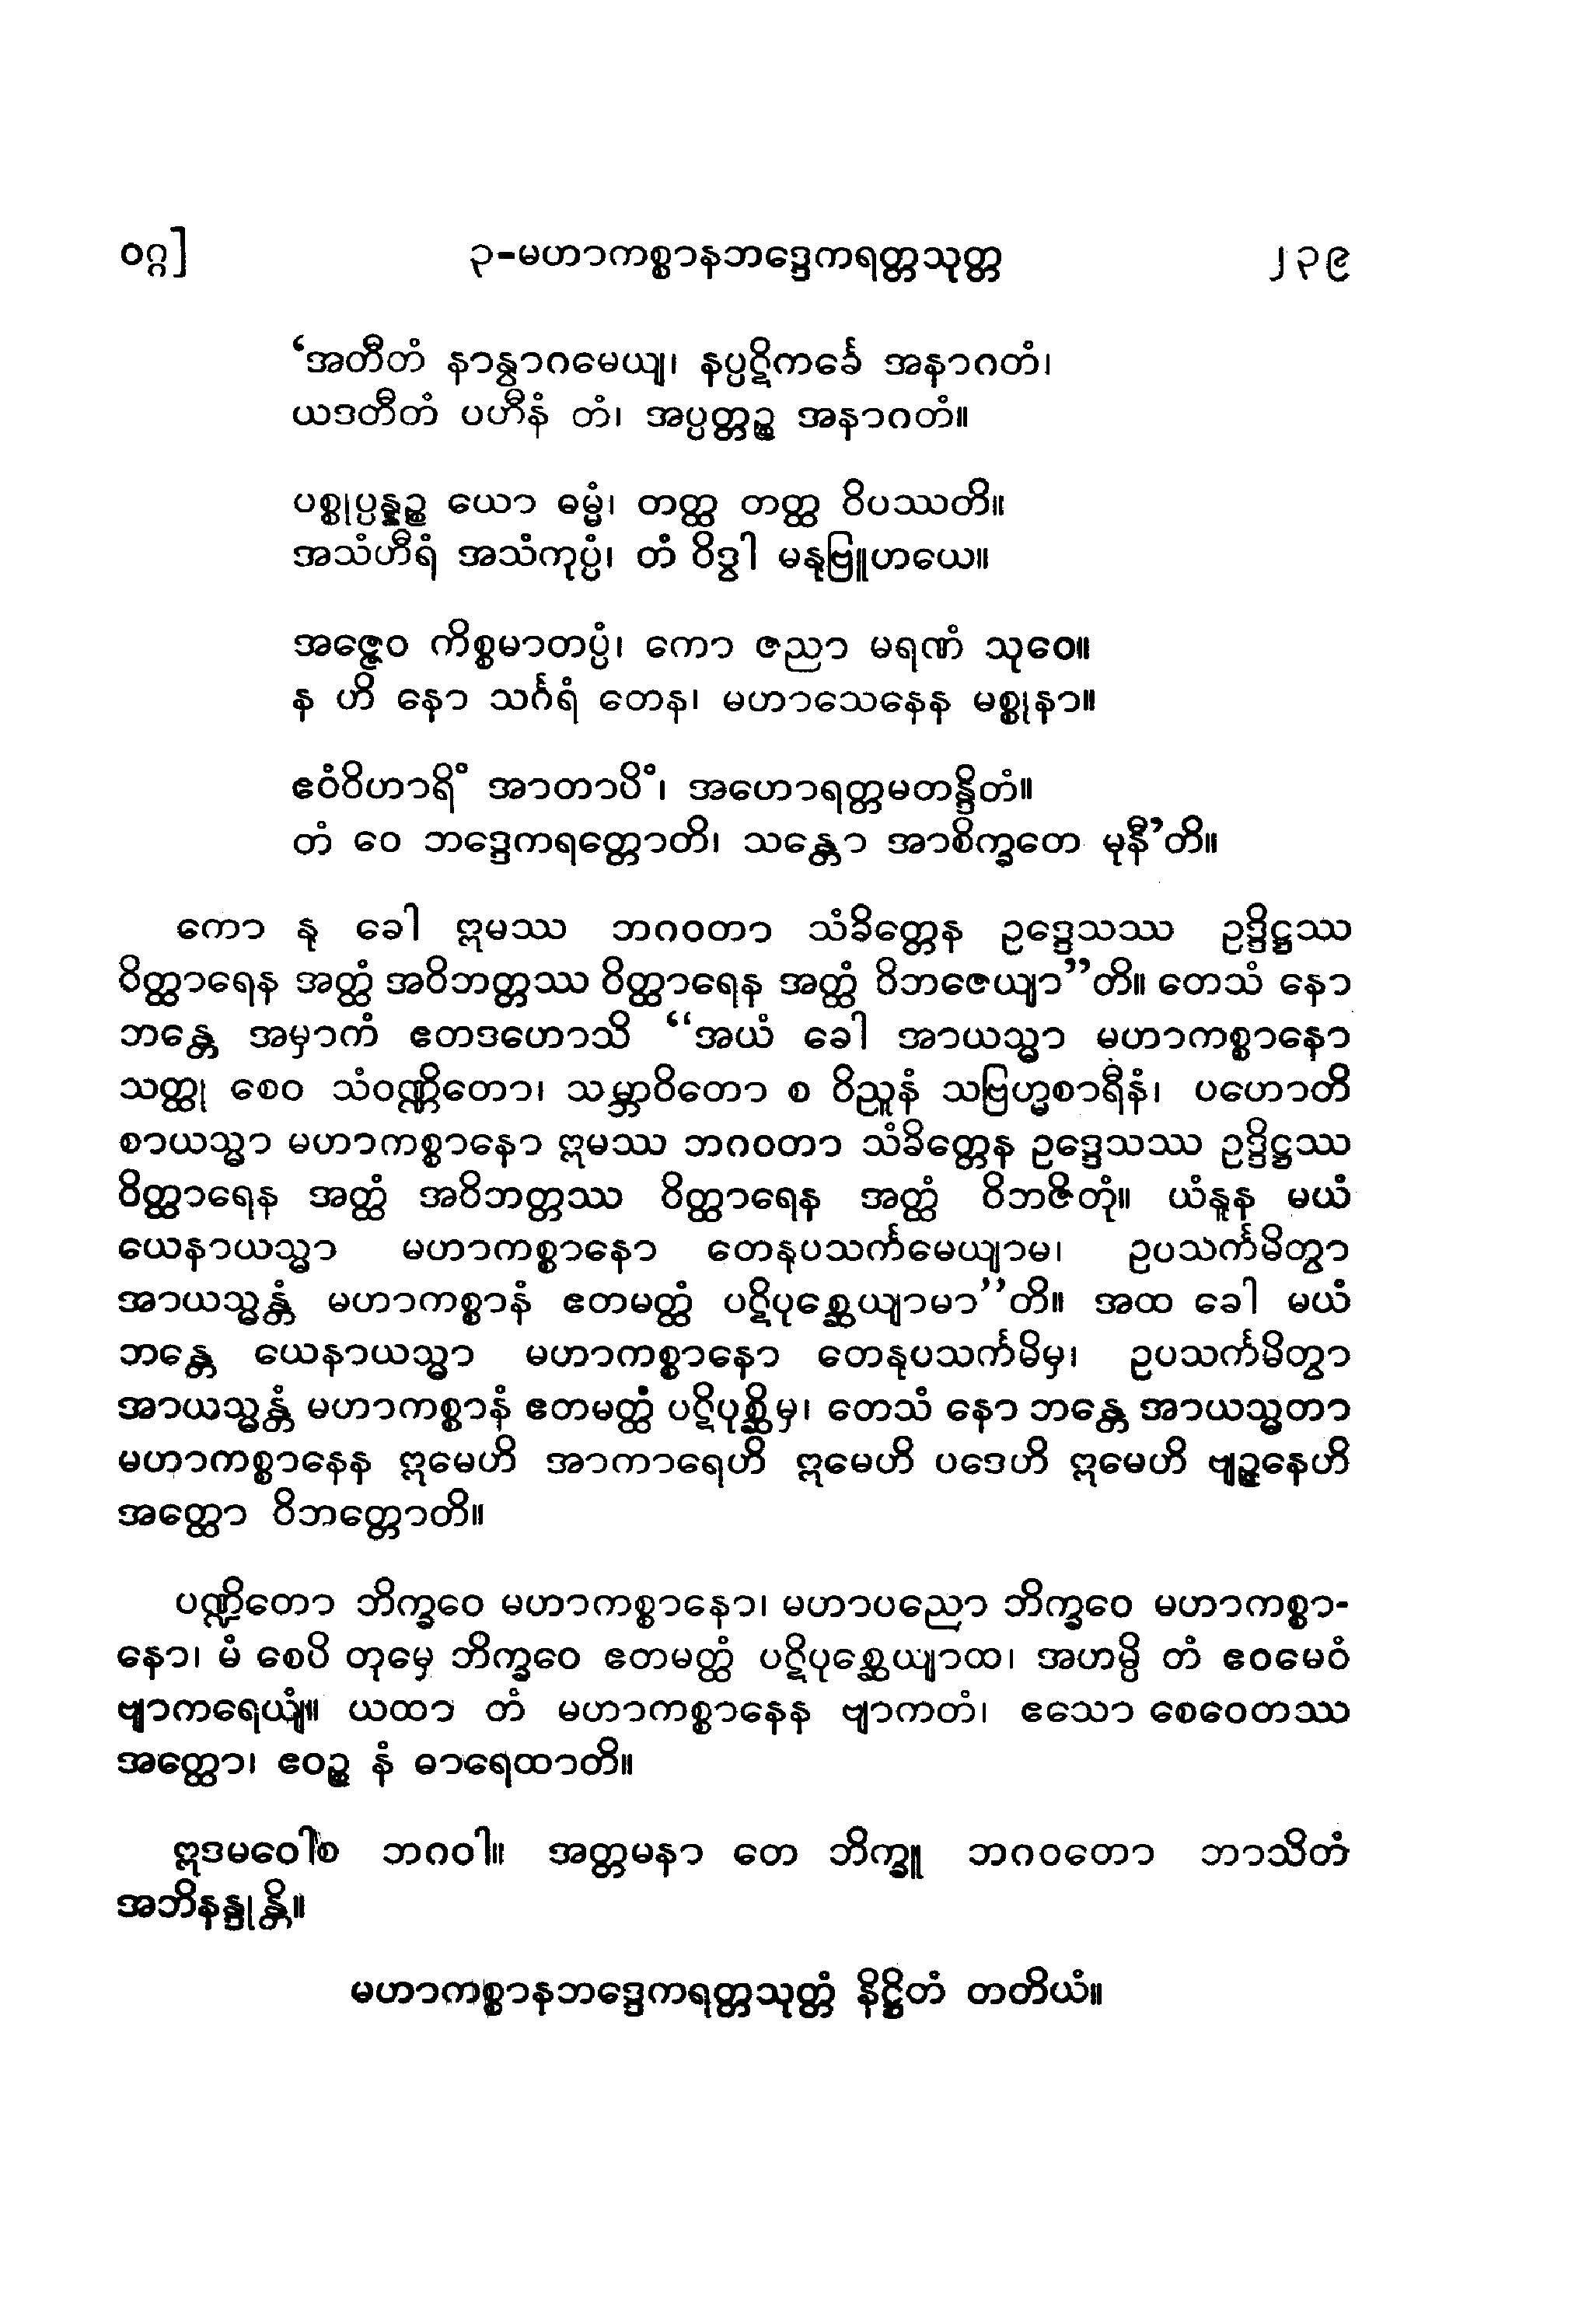 ဝဂ္ဂ] ၃-မဟာကစ္စာနဘဒ္ဒေကရတ္တသုတ္တ ၂၃၉
‘အတီတံ နာနွာဂမေယျ၊ နပ္ပဋိကင်္ခေ အနာဂတံ၊
ယဒတီတံ ပဟီနံ တံ၊ အပ္ပတ္တဉ္စ အနာဂတံ။
ပစ္စုပ္ပန္နဉ္စ ယော ဓမ္မံ၊ တတ္ထ တတ္ထ ဝိပဿတိ။
အသံဟီရံ အသံကုပ္ပံ၊ တံ ဝိဒွါ မနုဗြူဟယေ။
အဇ္ဇေဝ ကိစ္စမာတပ္ပံ၊ ကော ဇညာ မရဏံ သုဝေ။
န ဟိ နော သင်္ဂရံ တေန၊ မဟာသေနေန မစ္စုနာ။
ဧဝံဝိဟာရိံ အာတာပိံ၊ အဟောရတ္တမတန္ဒိတံ။
တံ ဝေ ဘဒ္ဒေကရတ္တောတိ၊ သန္တော အာစိက္ခတေ မုနီ’တိ။
ကော နု ခေါ ဣမဿ ဘဂဝတာ သံခိတ္တေန ဥဒ္ဒေသဿ ဥဒ္ဒိဋ္ဌဿ
ဝိတ္ထာရေန အတ္ထံ အဝိဘတ္တဿ ဝိတ္ထာရေန အတ္ထံ ဝိဘဇေယျာ”တိ။ တေသံ နော
ဘန္တေ အမှာကံ ဧတဒဟောသိ “အယံ ခေါ အာယသ္မာ မဟာကစ္စာနော
သတ္ထု စေဝ သံဝဏ္ဏိတော၊ သမ္ဘာဝိတော စ ဝိညူနံ သဗြဟ္မစာရီနံ၊ ပဟောတိ
စာယသ္မာ မဟာကစ္စာနော ဣမဿ ဘဂဝတာ သံခိတ္တေန ဥဒ္ဒေသဿ ဥဒ္ဒိဋ္ဌဿ
ဝိတ္ထာရေန အတ္ထံ အဝိဘတ္တဿ ဝိတ္ထာရေန အတ္ထံ ဝိဘဇိတုံ။ ယံနူန မယံ
ယေနာယသ္မာ မဟာကစ္စာနော တေနုပသင်္ကမေယျာမ၊ ဥပသင်္ကမိတွာ
အာယသ္မန္တံ မဟာကစ္စာနံ ဧတမတ္ထံ ပဋိပုစ္ဆေယျာမာ”တိ။ အထ ခေါ မယံ
ဘန္တေ ယေနာယသ္မာ မဟာကစ္စာနော တေနုပသင်္ကမိမှ၊ ဥပသင်္ကမိတွာ
အာယသ္မန္တံ မဟာကစ္စာနံ ဧတမတ္ထံ ပဋိပုစ္ဆိမှ၊ တေသံ နော ဘန္တေ အာယသ္မတာ
မဟာကစ္စာနေန ဣမေဟိ အာကာရေဟိ ဣမေဟိ ပဒေဟိ ဣမေဟိ ဗျဉ္ဇနေဟိ
အတ္ထော ဝိဘတ္တောတိ။
ပဏ္ဍိတော ဘိက္ခဝေ မဟာကစ္စာနော၊ မဟာပညော ဘိက္ခဝေ မဟာကစ္စာ-
နော၊ မံ စေပိ တုမှေ ဘိက္ခဝေ ဧတမတ္ထံ ပဋိပုစ္ဆေယျာထ၊ အဟမ္ပိ တံ ဧဝမေဝံ
ဗျာကရေယျံ။ ယထာ တံ မဟာကစ္စာနေန ဗျာကတံ၊ ဧသော စေဝေတဿ
အတ္ထော၊ ဧဝဉ္စ နံ ဓာရေထာတိ။
ဣဒမဝေါစ ဘဂဝါ။ အတ္တမနာ တေ ဘိက္ခူ ဘဂဝတော ဘာသိတံ
အဘိနန္ဒုန္တိ။
မဟာကစ္စာနဘဒ္ဒေကရတ္တသုတ္တံ နိဋ္ဌိတံ တတိယံ။